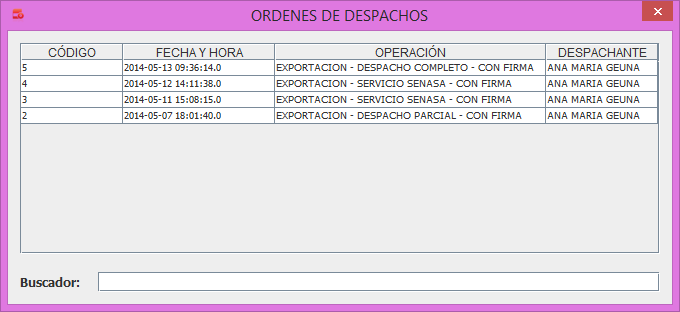 ORDENES DE DESPACHOS
CÓDIGO FECHA Y HORA OPERACIÓN DESPACHANTE
5 2014-05-13 09:36:14.0 EXPORTACION - DESPACHO COMPLETO - CON FIRMA ANA MARIA GEUNA
4 2014-05-12 14:11:38.0 EXPORTACION - SERVICIO SENASA - CON FIRMA ANA MARIA GEUNA
3 2014-05-11 15:08:15.0 EXPORTACION - SERVICIO SENASA - CON FIRMA ANA MARIA GEUNA
2 2014-05-07 18:01:40.0 EXPORTACION - DESPACHO PARCIAL - CON FIRMA ANA MARIA GEUNA
Buscador: